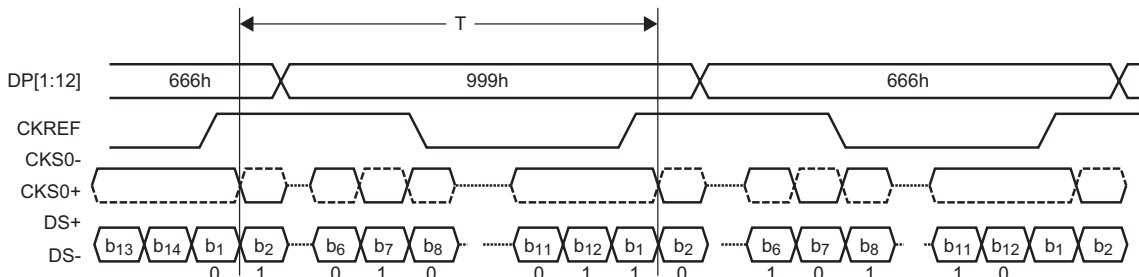 T
DP[1:12] 666h 999h 666h
CKREF
CKS0-
CKS0+
DS+
DS- b13 b14 b1 b2 b6 b7 b8 b11 b12 b1 b2 b6 b7 b8 b11 b12 b1 b2
0 1 0 1 0 0 1 1 0 1 0 1 1 0